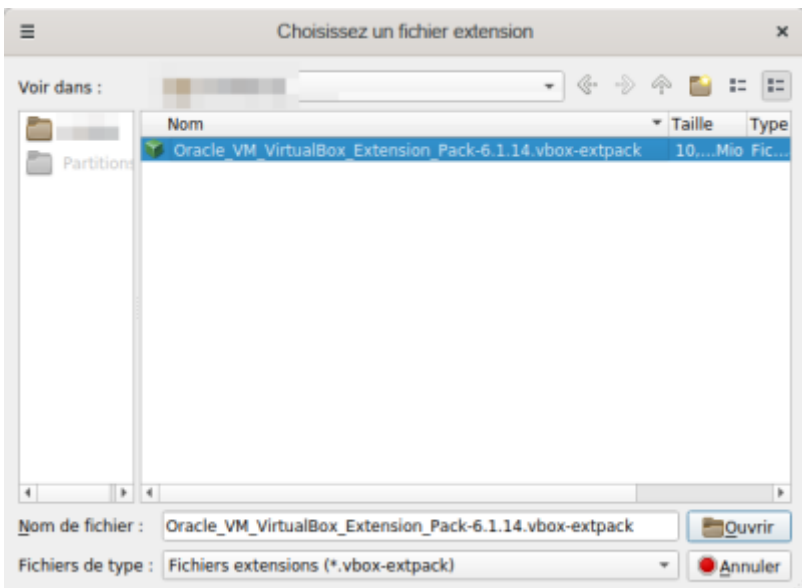 Choisissez un fichier extension
Voir dans :
Partitions
Nom Taille Type
Oracle_VM_VirtualBox_Extension_Pack-6.1.14.vbox-extpack 10,...Mio Fic...
Nom de fichier : Oracle_VM_VirtualBox_Extension_Pack-6.1.14.vbox-extpack Ouvrir
Fichiers de type : Fichiers extensions (*.vbox-extpack) Annuler